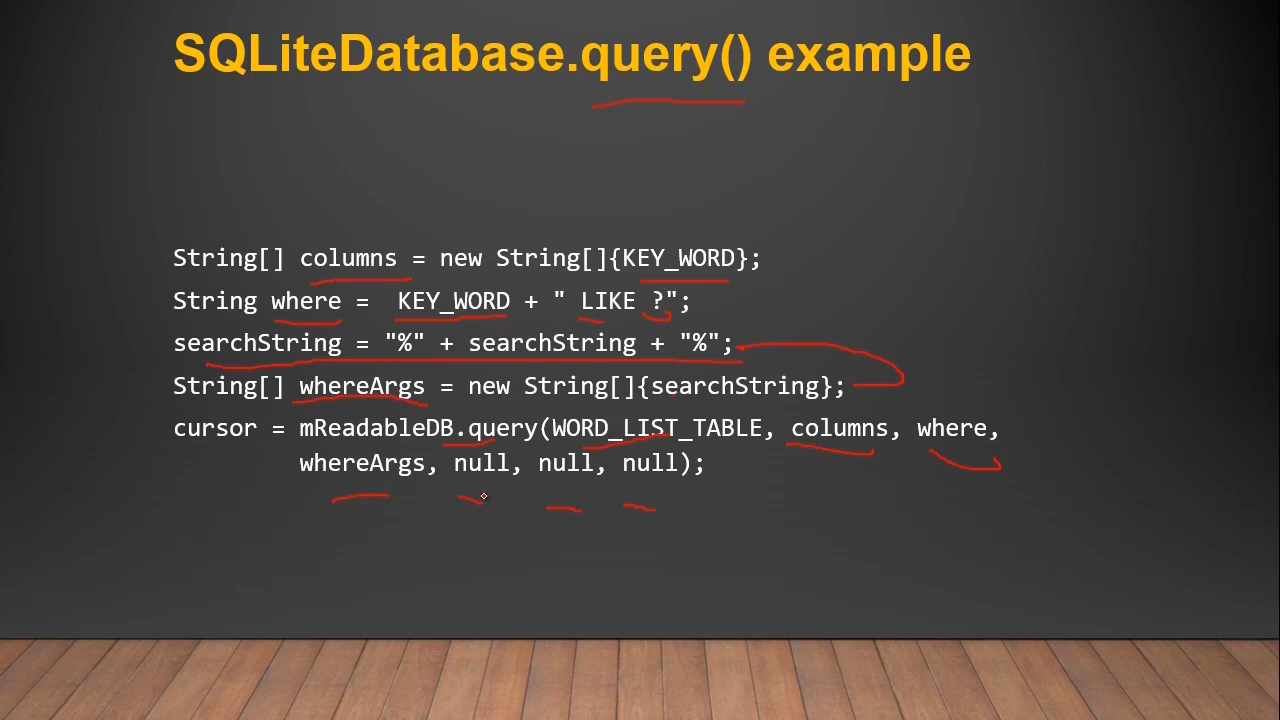 SQLiteDatabase.query() example
String[] columns = new String[]{KEY_WORD};
String where =  KEY_WORD + " LIKE ?";
searchString = "%" + searchString + "%";
String[] whereArgs = new String[]{searchString};
cursor = mReadableDB.query(WORD_LIST_TABLE, columns, where,
whereArgs, null, null, null);